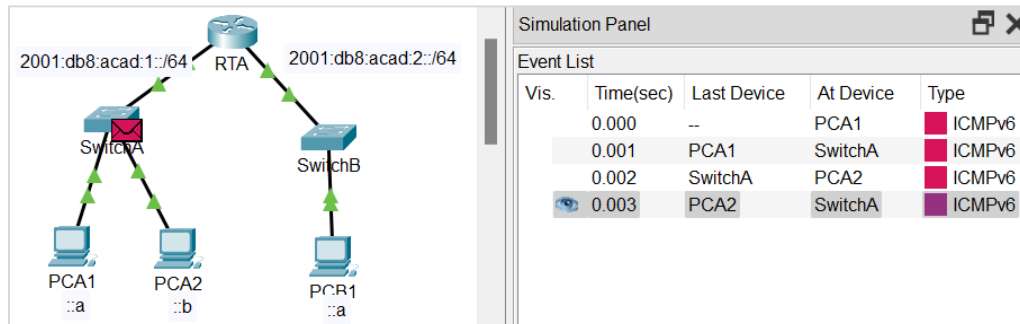 2001:db8:acad:1::/64
RTA
2001:db8:acad:2::/64
SwitchA
SwitchB
PCA1
::a
PCA2
::b
PCB1
::a
Simulation Panel
Event List
Vis. Time(sec) Last Device At Device Type
0.000 -- PCA1 ICMPv6
0.001 PCA1 SwitchA ICMPv6
0.002 SwitchA PCA2 ICMPv6
0.003 PCA2 SwitchA ICMPv6